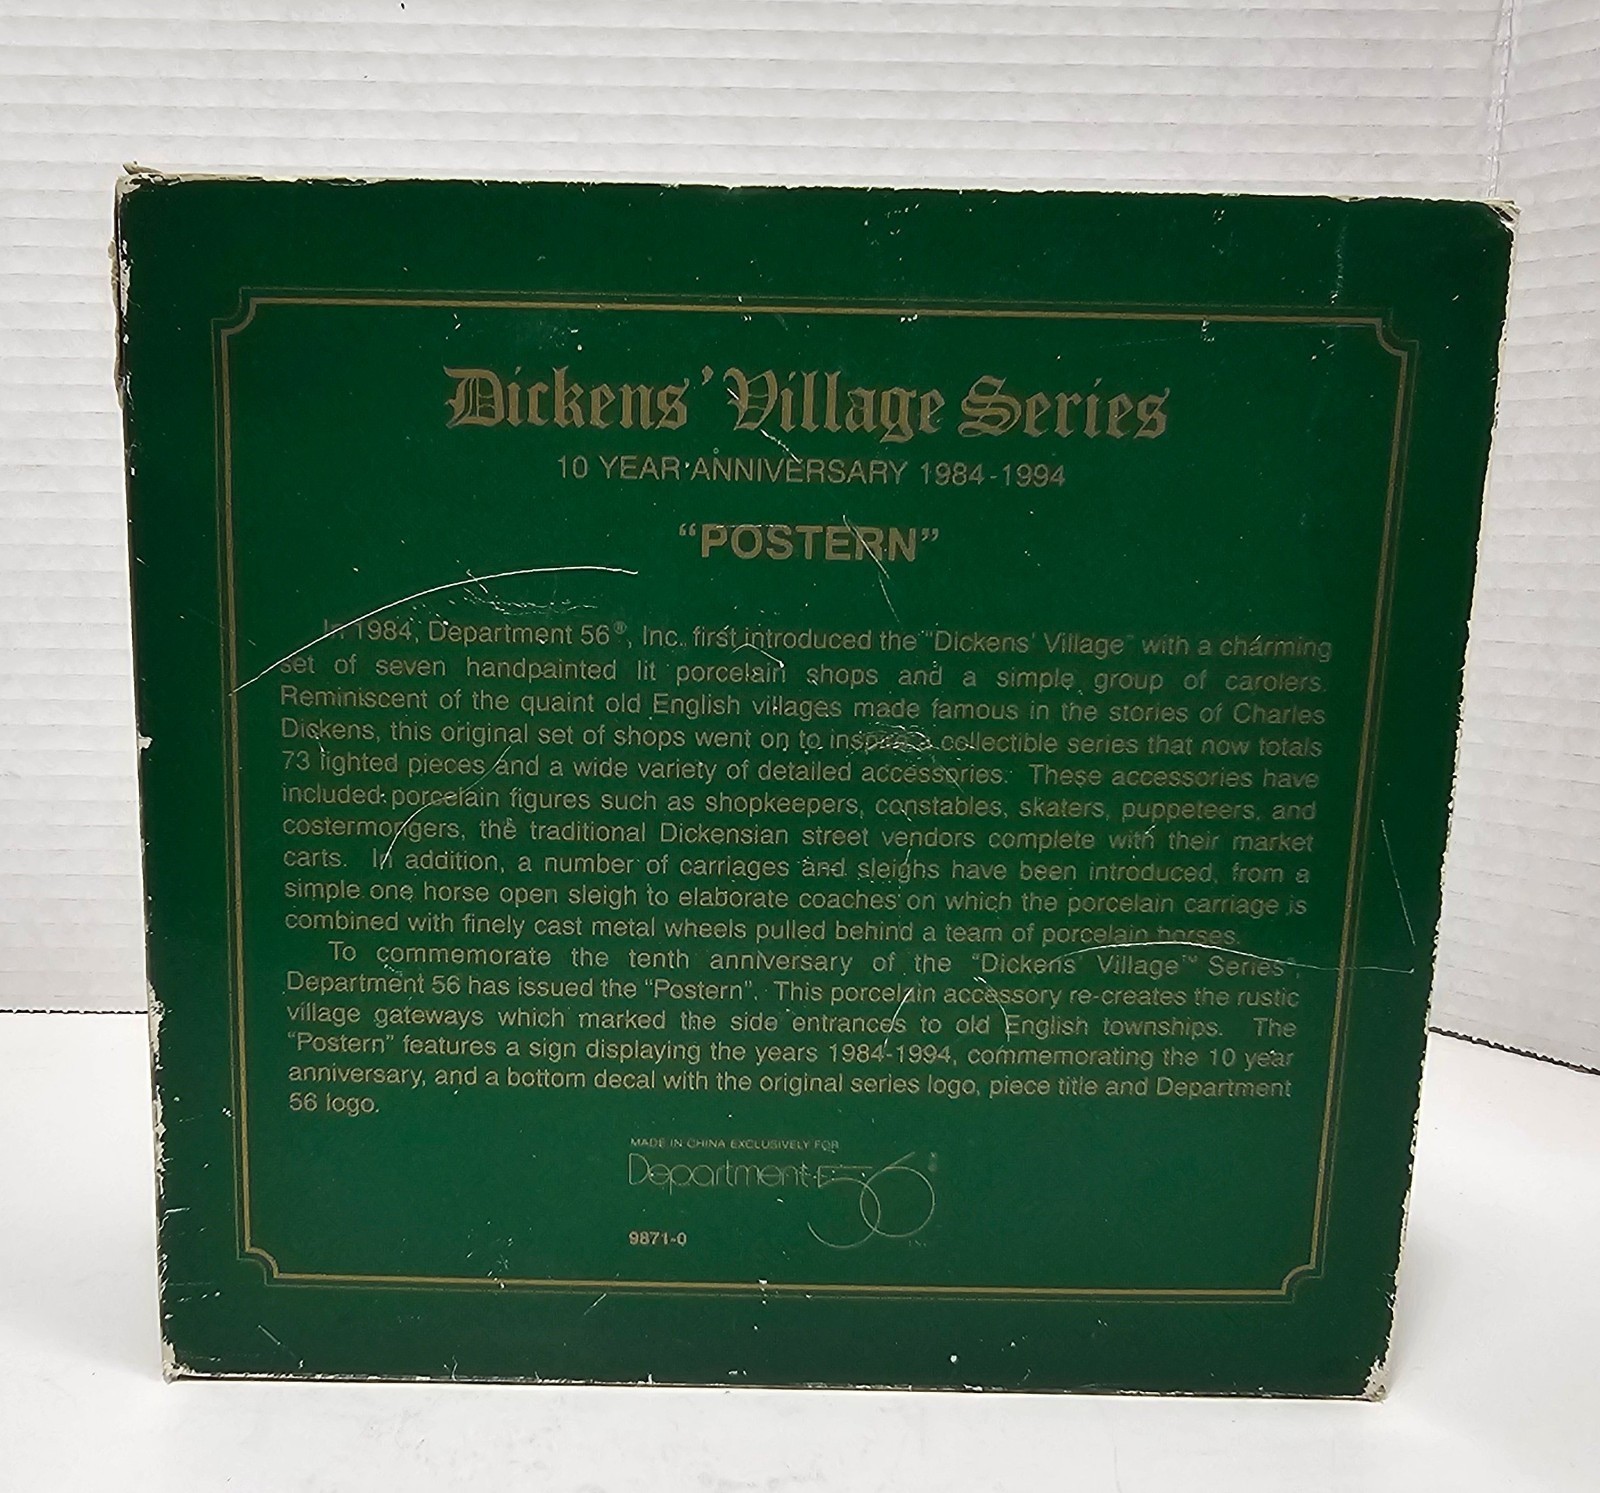 Dickens' Village Series
10 YEAR ANNIVERSARY 1984-1994
"POSTERN"
In 1984, Department 56®, Inc. first introduced the "Dickens' Village" with a charming
set of seven handpainted lit porcelain shops and a simple group of carolers.
Reminiscent of the quaint old English villages made famous in the stories of Charles
Dickens, this original set of shops went on to inspire a collectible series that now totals
73 lighted pieces and a wide variety of detailed accessories. These accessories have
included porcelain figures such as shopkeepers, constables, skaters, puppeteers, and
costermongers, the traditional Dickensian street vendors complete with their market
carts. In addition, a number of carriages and sleighs have been introduced, from a
simple one horse open sleigh to elaborate coaches on which the porcelain carriage is
combined with finely cast metal wheels pulled behind a team of porcelain horses.
To commemorate the tenth anniversary of the "Dickens' Village™ Series",
Department 56 has issued the "Postern". This porcelain accessory re-creates the rustic
village gateways which marked the side entrances to old English townships. The
"Postern" features a sign displaying the years 1984-1994, commemorating the 10 year
anniversary, and a bottom decal with the original series logo, piece title and Department
56 logo.
MADE IN CHINA EXCLUSIVELY FOR
Department 56®
INC.
9871-0